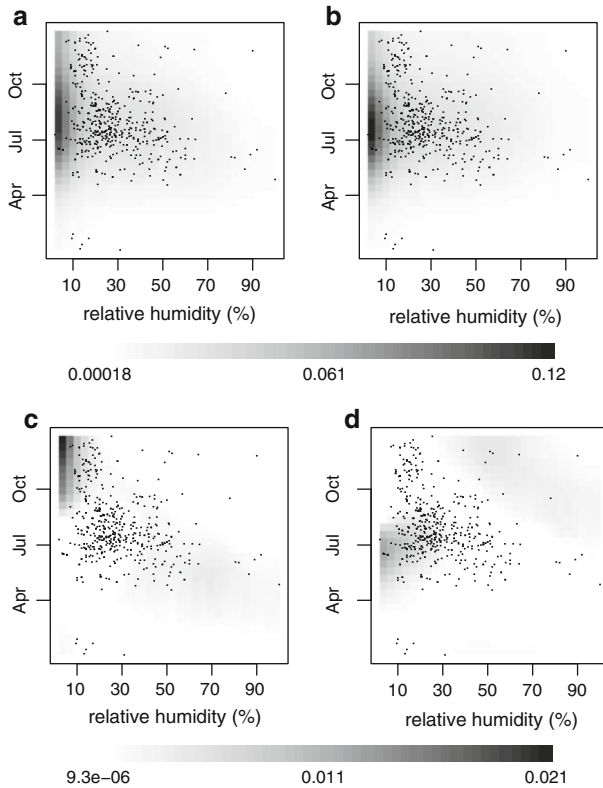 a
b
Oct
Jul
Apr
Oct
Jul
Apr
10 30 50 70 90
10 30 50 70 90
relative humidity (%)
relative humidity (%)
0.00018 0.061 0.12
c
d
Oct
Jul
Apr
Oct
Jul
Apr
10 30 50 70 90
10 30 50 70 90
relative humidity (%)
relative humidity (%)
9.3e−06 0.011 0.021